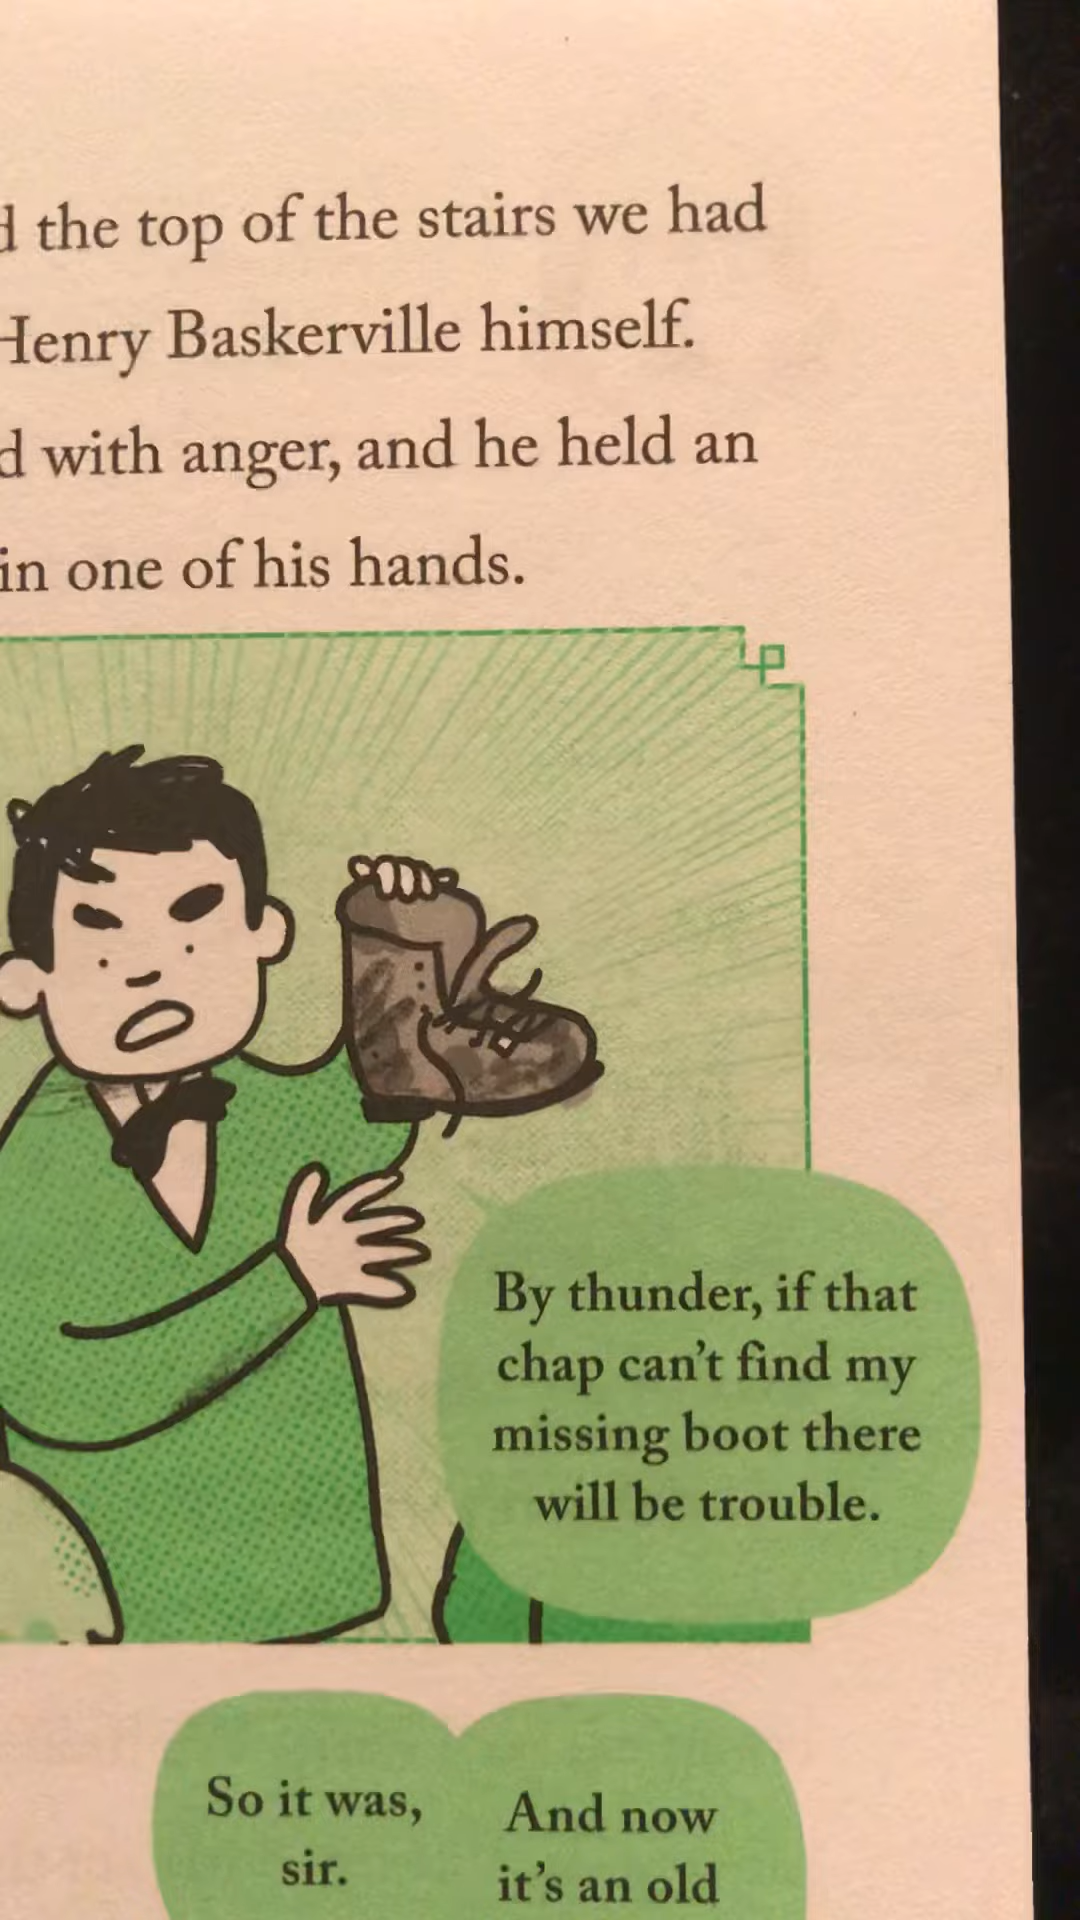 the top of the stairs we had
Henry Baskerville himself.
with anger, and he held an
in one of his hands.
By thunder, if that
chap can't find my
missing boot there
will be trouble.
So it was,
sir.
And now
it's an old